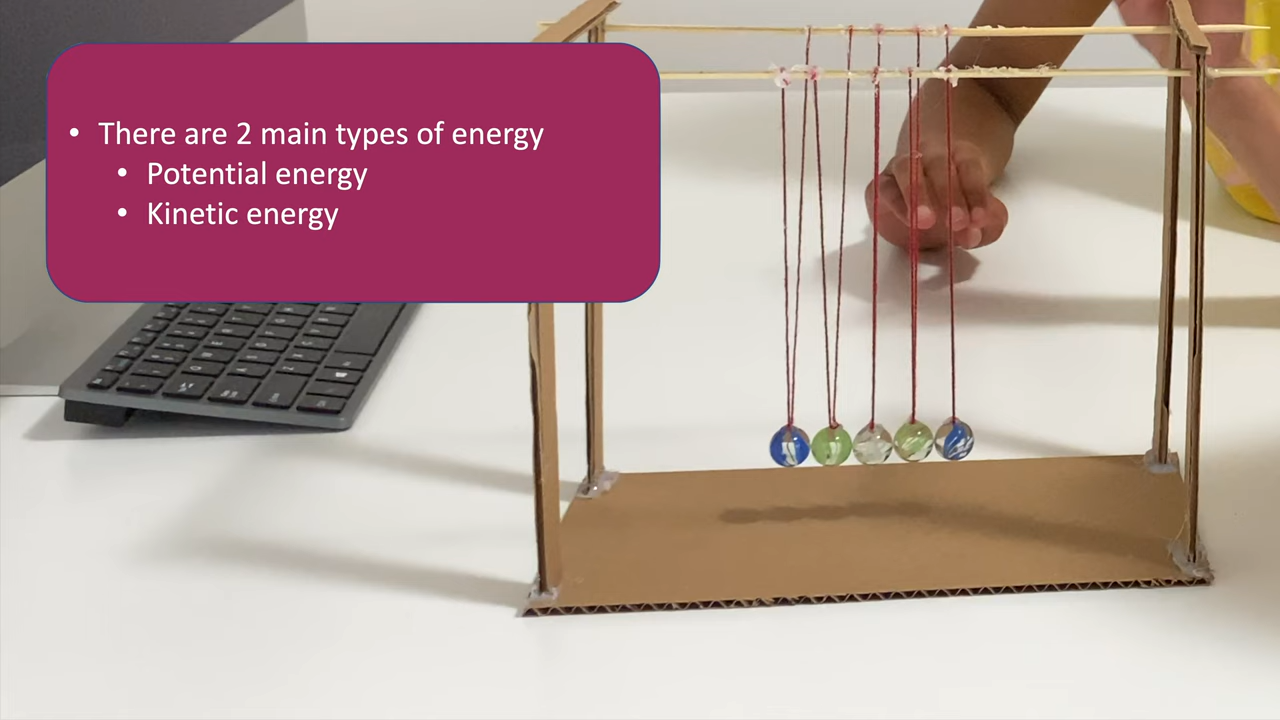 • There are 2 main types of energy
• Potential energy
• Kinetic energy